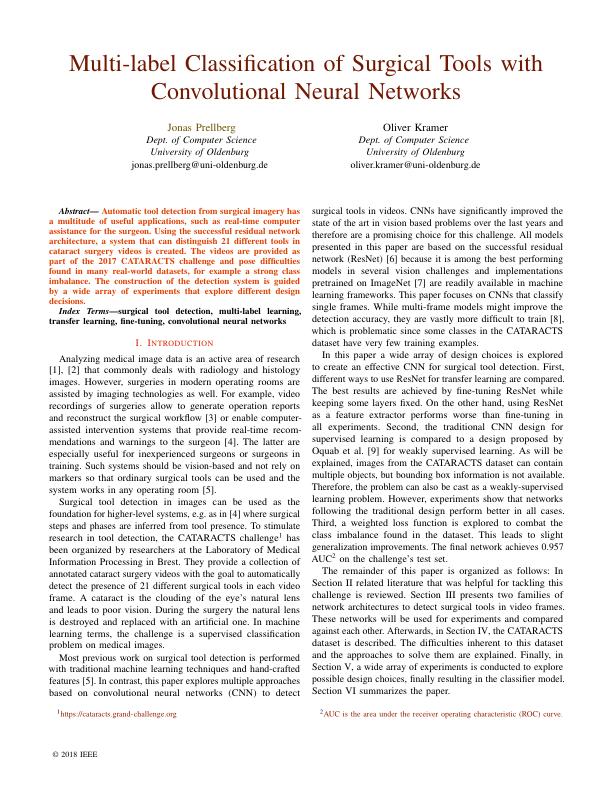 Multi-label Classification of Surgical Tools with
Convolutional Neural Networks
Jonas Prellberg
Dept. of Computer Science
University of Oldenburg
jonas.prellberg@uni-oldenburg.de
Oliver Kramer
Dept. of Computer Science
University of Oldenburg
oliver.kramer@uni-oldenburg.de
Abstract— Automatic tool detection from surgical imagery has
a multitude of useful applications, such as real-time computer
assistance for the surgeon. Using the successful residual network
architecture, a system that can distinguish 21 different tools in
cataract surgery videos is created. The videos are provided as
part of the 2017 CATARACTS challenge and pose difficulties
found in many real-world datasets, for example a strong class
imbalance. The construction of the detection system is guided
by a wide array of experiments that explore different design
decisions.
Index Terms—surgical tool detection, multi-label learning,
transfer learning, fine-tuning, convolutional neural networks
I. Introduction
Analyzing medical image data is an active area of research
[1], [2] that commonly deals with radiology and histology
images. However, surgeries in modern operating rooms are
assisted by imaging technologies as well. For example, video
recordings of surgeries allow to generate operation reports
and reconstruct the surgical workflow [3] or enable computer-
assisted intervention systems that provide real-time recom-
mendations and warnings to the surgeon [4]. The latter are
especially useful for inexperienced surgeons or surgeons in
training. Such systems should be vision-based and not rely on
markers so that ordinary surgical tools can be used and the
system works in any operating room [5].
Surgical tool detection in images can be used as the
foundation for higher-level systems, e.g. as in [4] where surgical
steps and phases are inferred from tool presence. To stimulate
research in tool detection, the CATARACTS challenge1 has
been organized by researchers at the Laboratory of Medical
Information Processing in Brest. They provide a collection of
annotated cataract surgery videos with the goal to automatically
detect the presence of 21 different surgical tools in each video
frame. A cataract is the clouding of the eye's natural lens
and leads to poor vision. During the surgery the natural lens
is destroyed and replaced with an artificial one. In machine
learning terms, the challenge is a supervised classification
problem on medical images.
Most previous work on surgical tool detection is performed
with traditional machine learning techniques and hand-crafted
features [5]. In contrast, this paper explores multiple approaches
based on convolutional neural networks (CNN) to detect
1https://cataracts.grand-challenge.org
surgical tools in videos. CNNs have significantly improved the
state of the art in vision based problems over the last years and
therefore are a promising choice for this challenge. All models
presented in this paper are based on the successful residual
network (ResNet) [6] because it is among the best performing
models in several vision challenges and implementations
pretrained on ImageNet [7] are readily available in machine
learning frameworks. This paper focuses on CNNs that classify
single frames. While multi-frame models might improve the
detection accuracy, they are vastly more difficult to train [8],
which is problematic since some classes in the CATARACTS
dataset have very few training examples.
In this paper a wide array of design choices is explored
to create an effective CNN for surgical tool detection. First,
different ways to use ResNet for transfer learning are compared.
The best results are achieved by fine-tuning ResNet while
keeping some layers fixed. On the other hand, using ResNet
as a feature extractor performs worse than fine-tuning in
all experiments. Second, the traditional CNN design for
supervised learning is compared to a design proposed by
Oquab et al. [9] for weakly supervised learning. As will be
explained, images from the CATARACTS dataset can contain
multiple objects, but bounding box information is not available.
Therefore, the problem can also be cast as a weakly-supervised
learning problem. However, experiments show that networks
following the traditional design perform better in all cases.
Third, a weighted loss function is explored to combat the
class imbalance found in the dataset. This leads to slight
generalization improvements. The final network achieves 0.957
AUC2 on the challenge's test set.
The remainder of this paper is organized as follows: In
Section II related literature that was helpful for tackling this
challenge is reviewed. Section III presents two families of
network architectures to detect surgical tools in video frames.
These networks will be used for experiments and compared
against each other. Afterwards, in Section IV, the CATARACTS
dataset is described. The difficulties inherent to this dataset
and the approaches to solve them are explained. Finally, in
Section V, a wide array of experiments is conducted to explore
possible design choices, finally resulting in the classifier model.
Section VI summarizes the paper.
2AUC is the area under the receiver operating characteristic (ROC) curve.
© 2018 IEEE